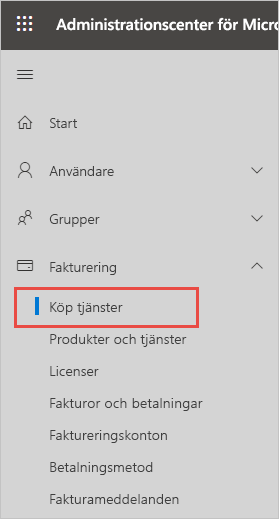 Administrationscenter för Micro
Start
Användare
Grupper
Fakturering
Köp tjänster
Produkter och tjänster
Licenser
Fakturor och betalningar
Faktureringskonton
Betalningsmetod
Fakturameddelanden